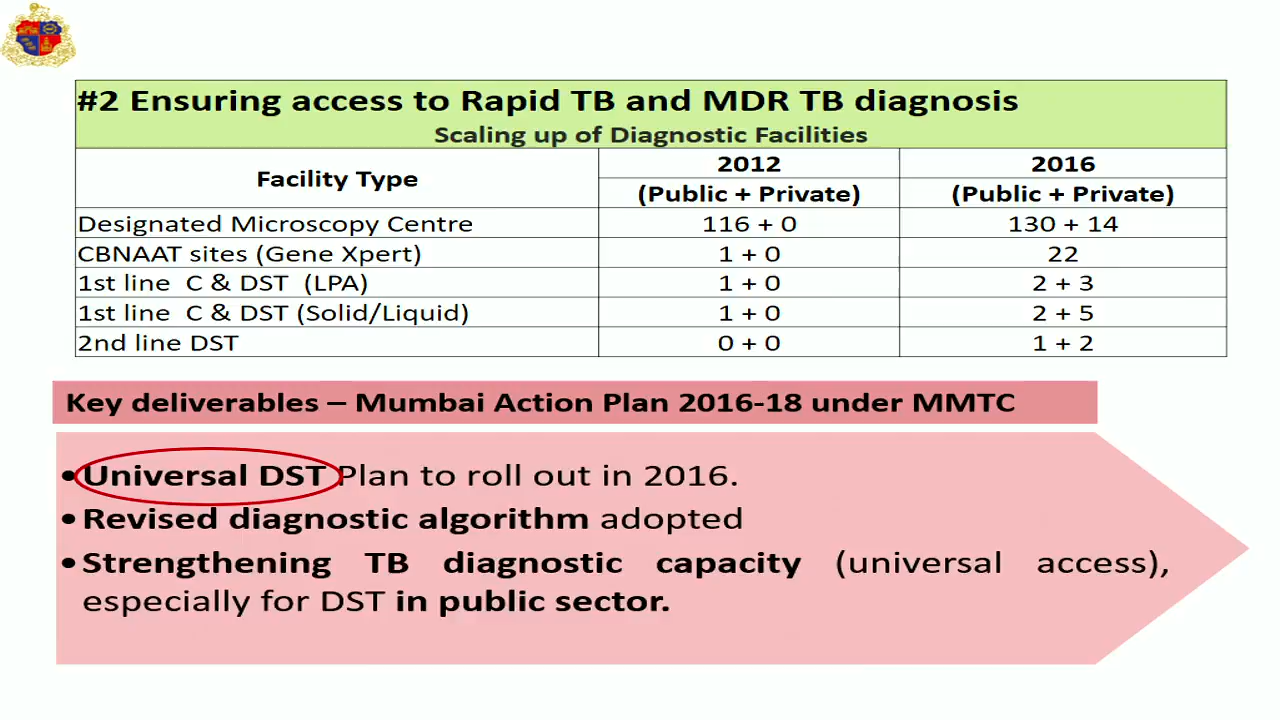 #2 Ensuring access to Rapid TB and MDR TB diagnosis
Scaling up of Diagnostic Facilities
Facility Type 2012 2016
(Public + Private) (Public + Private)
Designated Microscopy Centre 116 + 0 130 + 14
CBNAAT sites (Gene Xpert) 1 + 0 22
1st line C & DST (LPA) 1 + 0 2 + 3
1st line C & DST (Solid/Liquid) 1 + 0 2 + 5
2nd line DST 0 + 0 1 + 2
Key deliverables – Mumbai Action Plan 2016-18 under MMTC
•Universal DST Plan to roll out in 2016.
•Revised diagnostic algorithm adopted
•Strengthening TB diagnostic capacity (universal access),
especially for DST in public sector.